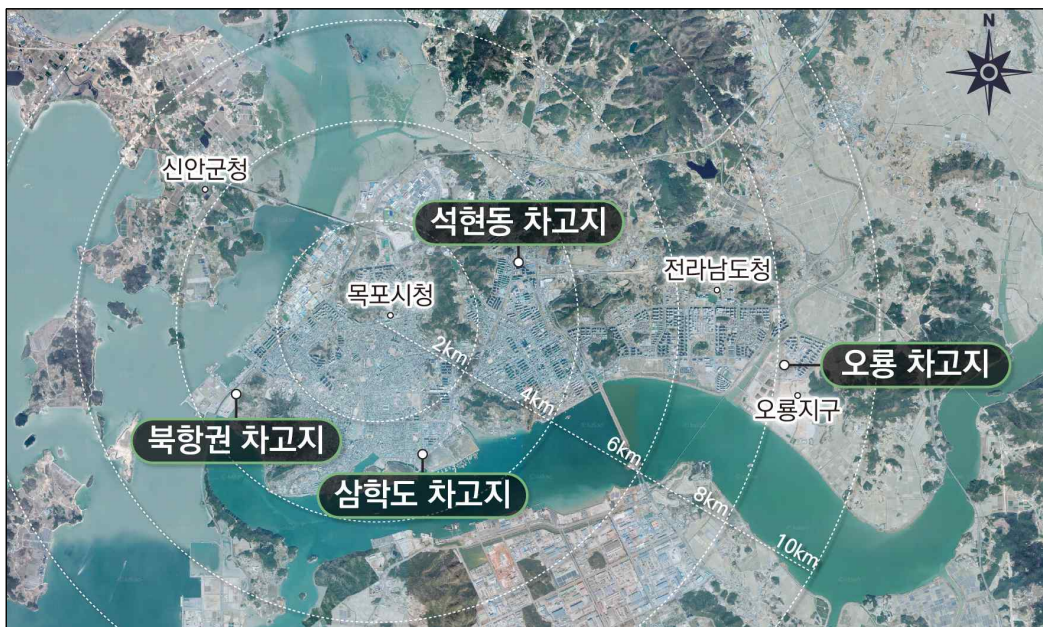 N
신안군청
석현동 차고지
전라남도청
목포시청
2km
오룡 차고지
4km
오룡지구
북항권 차고지
6km
삼학도 차고지
8km
10km